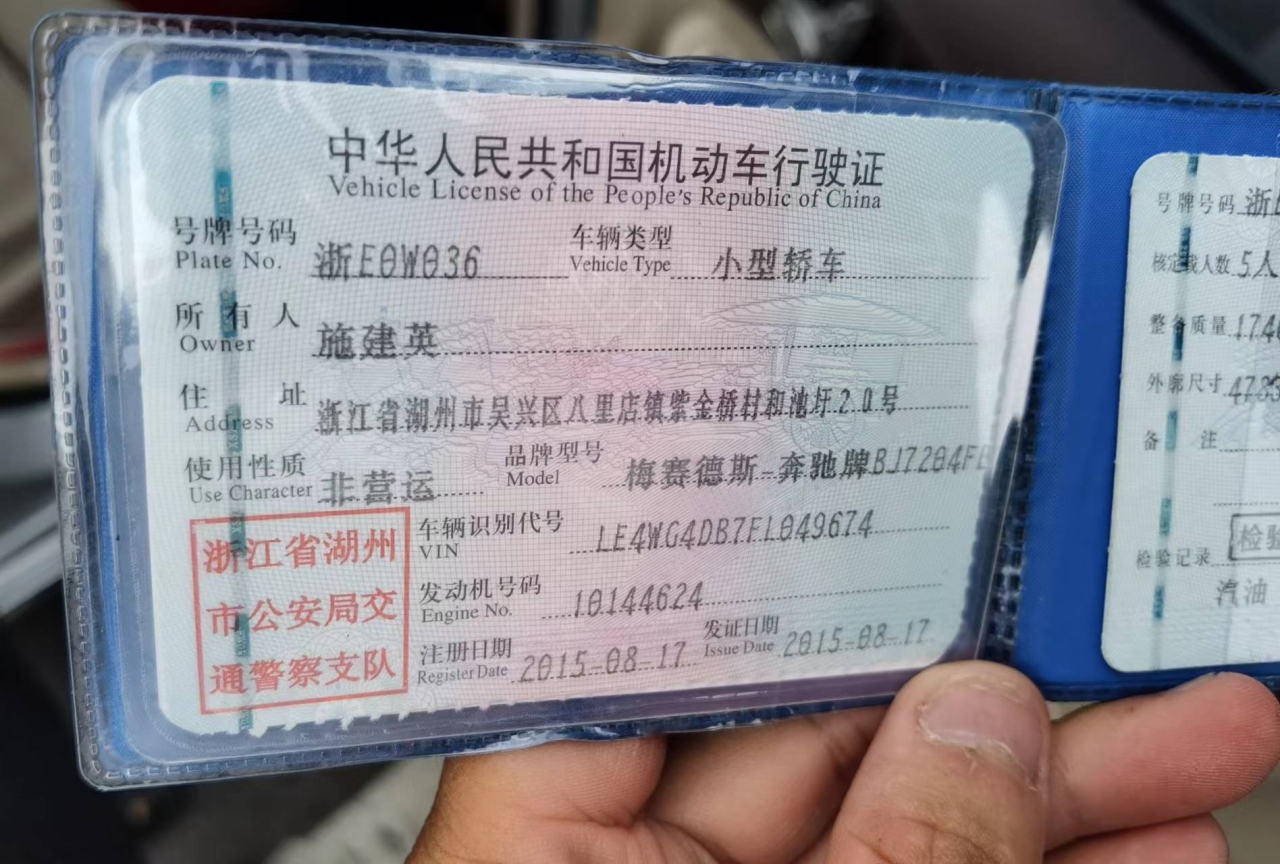 中华人民共和国机动车行驶证
Vehicle License of the People's Republic of China
号牌号码 浙E0W036 车辆类型 小型轿车
Plate No. Vehicle Type
所有人 施建英
Owner
住址 浙江省湖州市吴兴区八里店镇紫金桥村和池圩20号
Address
使用性质 非营运 品牌型号 梅赛德斯-奔驰牌BJ7204FE
Use Character Model
浙江省湖州
市公安局交
通警察支队
车辆识别代号 LE4WG4DB7FL049674
VIN
发动机号码 10144624
Engine No.
注册日期 2015-08-17 发证日期 2015-08-17
Register Date Issue Date
号牌号码 浙
核定载人数 5人
整备质量 174
外廓尺寸 478
备注
检验记录 检验
汽油